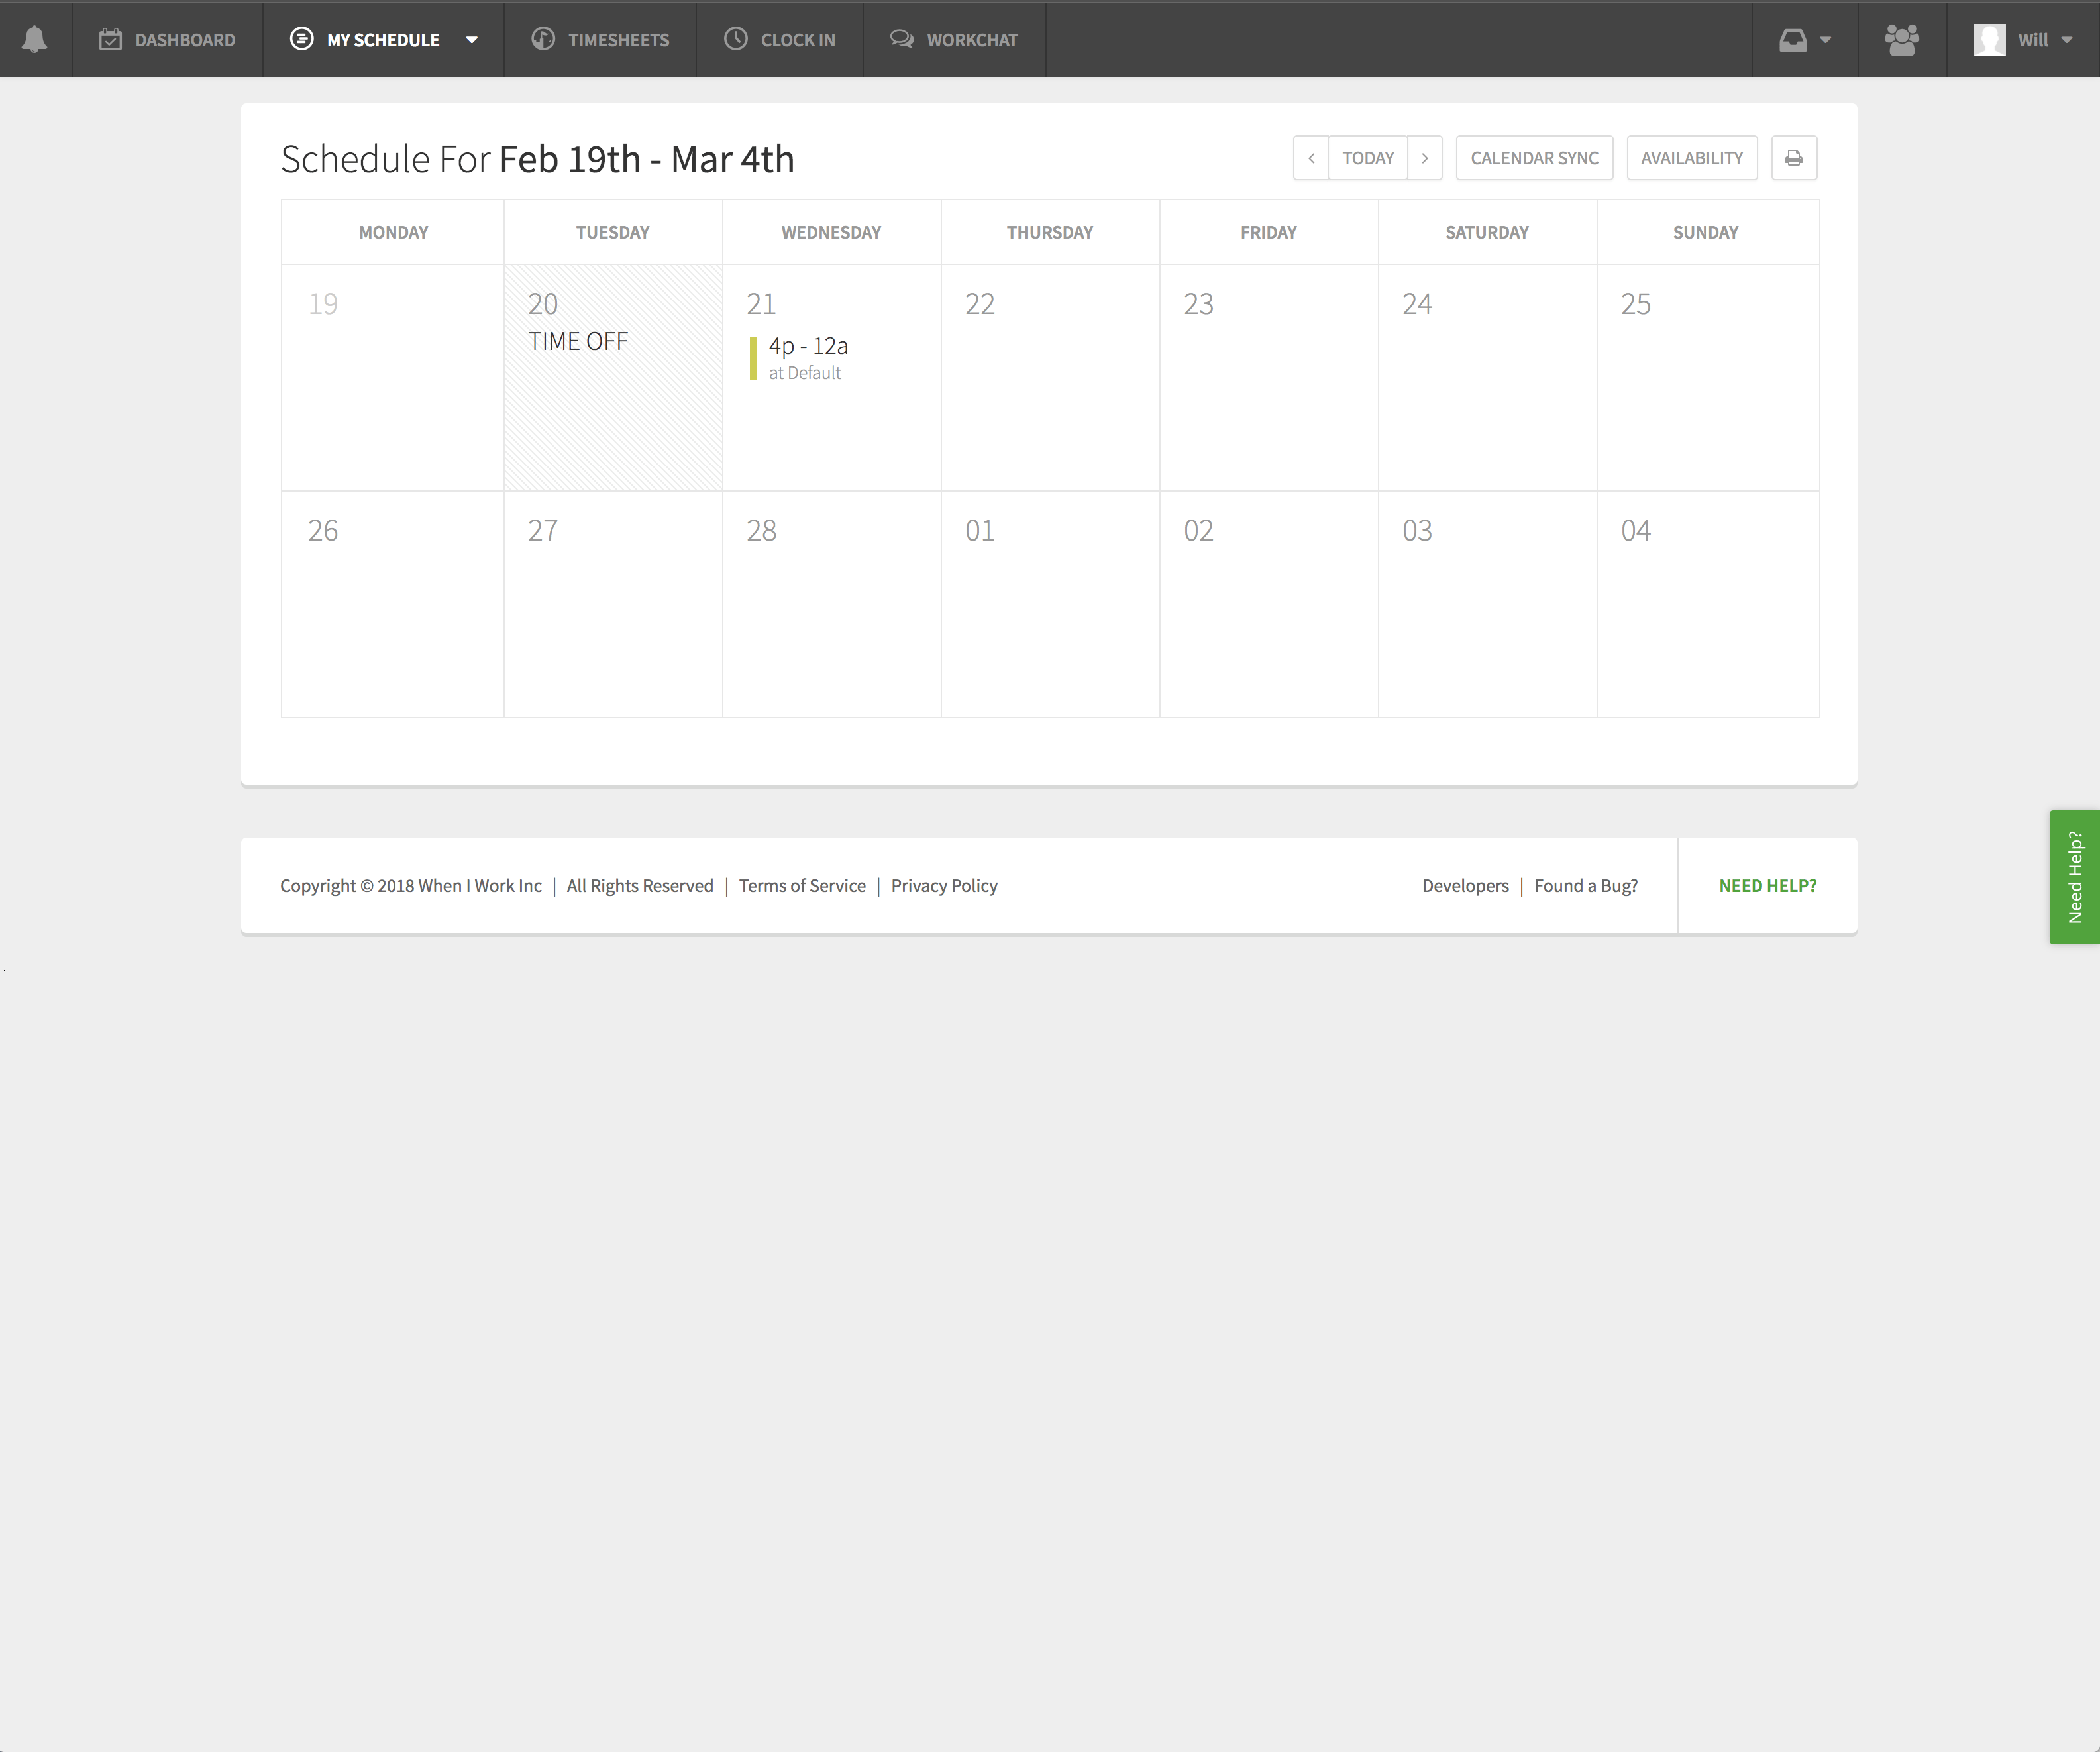 DASHBOARD MY SCHEDULE TIMESHEETS CLOCK IN WORKCHAT Will
Schedule For Feb 19th - Mar 4th
TODAY CALENDAR SYNC AVAILABILITY
MONDAY TUESDAY WEDNESDAY THURSDAY FRIDAY SATURDAY SUNDAY
19 20 21 22 23 24 25
TIME OFF
4p - 12a
at Default
26 27 28 01 02 03 04
Need Help?
Copyright © 2018 When I Work Inc | All Rights Reserved | Terms of Service | Privacy Policy Developers | Found a Bug? NEED HELP?
.